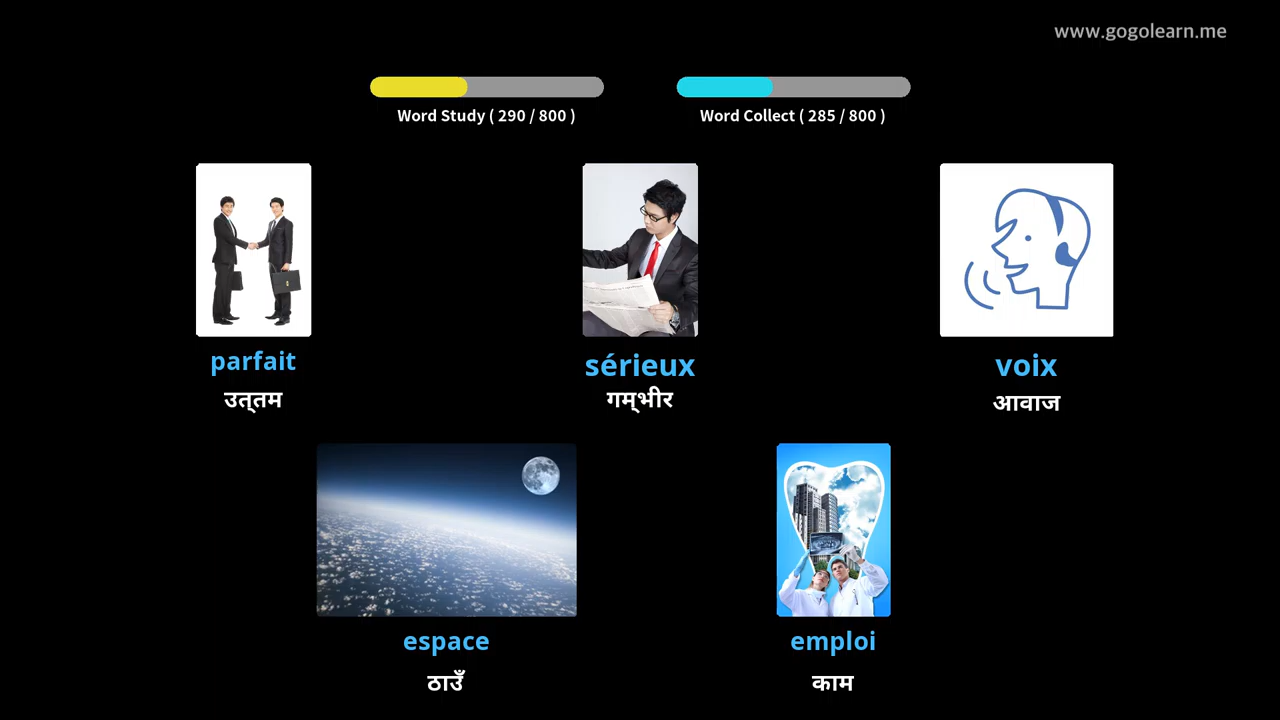 www.gogolearn.me
Word Study ( 290 / 800 )
Word Collect ( 285 / 800 )
parfait
उत्‌तम
sérieux
गम्‌भीर
voix
आवाज
espace
ठाउँ
emploi
काम